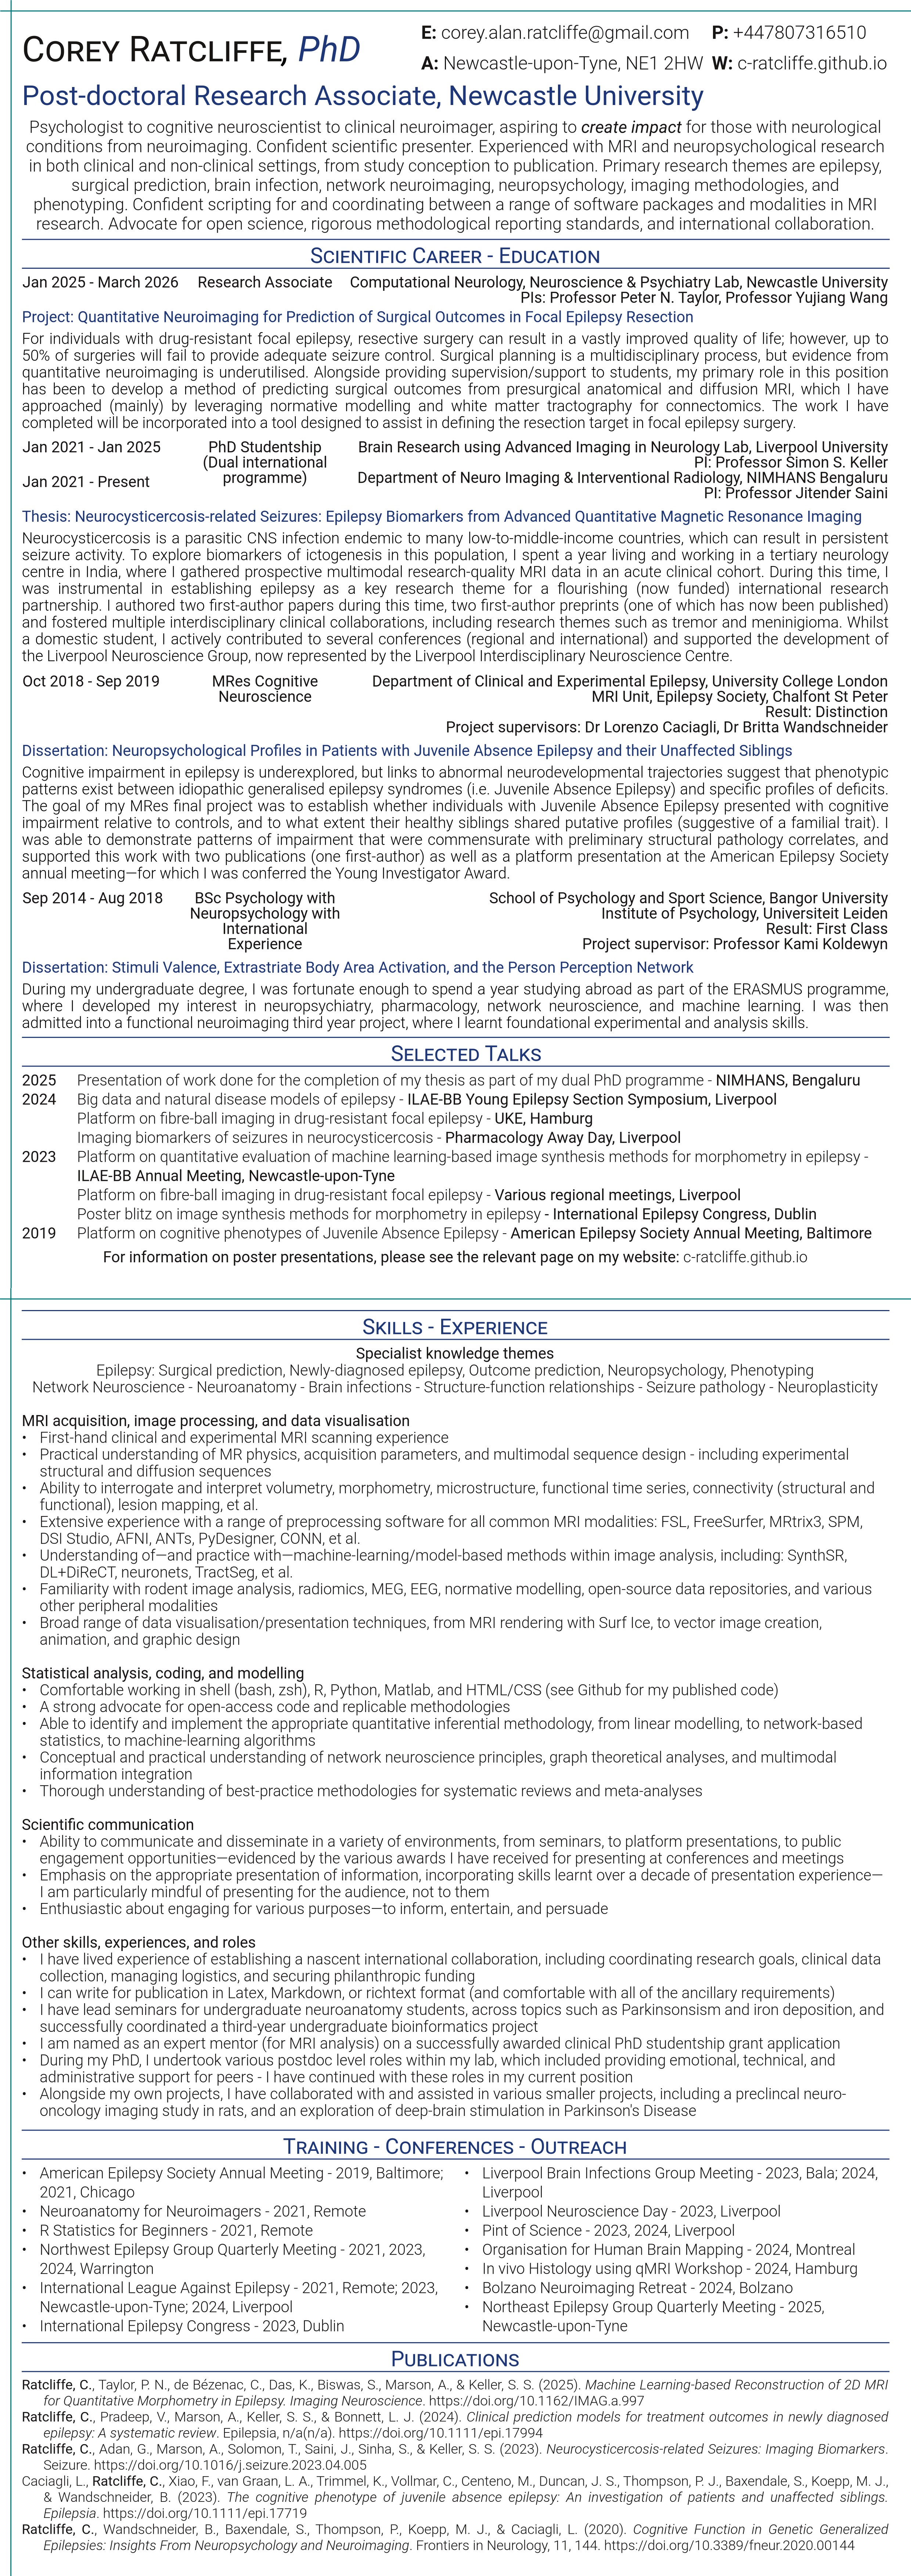 COREY RATCLIFFE, PhD
E: corey.alan.ratcliffe@gmail.com P: +447807316510
A: Newcastle-upon-Tyne, NE1 2HW W: c-ratcliffe.github.io
Post-doctoral Research Associate, Newcastle University
Psychologist to cognitive neuroscientist to clinical neuroimager, aspiring to create impact for those with neurological
conditions from neuroimaging. Confident scientific presenter. Experienced with MRI and neuropsychological research
in both clinical and non-clinical settings, from study conception to publication. Primary research themes are epilepsy,
surgical prediction, brain infection, network neuroimaging, neuropsychology, imaging methodologies, and
phenotyping. Confident scripting for and coordinating between a range of software packages and modalities in MRI
research. Advocate for open science, rigorous methodological reporting standards, and international collaboration.
SCIENTIFIC CAREER - EDUCATION
Jan 2025 - March 2026 Research Associate Computational Neurology, Neuroscience & Psychiatry Lab, Newcastle University
PIs: Professor Peter N. Taylor, Professor Yujiang Wang
Project: Quantitative Neuroimaging for Prediction of Surgical Outcomes in Focal Epilepsy Resection
For individuals with drug-resistant focal epilepsy, resective surgery can result in a vastly improved quality of life; however, up to
50% of surgeries will fail to provide adequate seizure control. Surgical planning is a multidisciplinary process, but evidence from
quantitative neuroimaging is underutilised. Alongside providing supervision/support to students, my primary role in this position
has been to develop a method of predicting surgical outcomes from presurgical anatomical and diffusion MRI, which I have
approached (mainly) by leveraging normative modelling and white matter tractography for connectomics. The work I have
completed will be incorporated into a tool designed to assist in defining the resection target in focal epilepsy surgery.
Jan 2021 - Jan 2025 PhD Studentship Brain Research using Advanced Imaging in Neurology Lab, Liverpool University
(Dual international PI: Professor Simon S. Keller
Jan 2021 - Present programme) Department of Neuro Imaging & Interventional Radiology, NIMHANS Bengaluru
PI: Professor Jitender Saini
Thesis: Neurocysticercosis-related Seizures: Epilepsy Biomarkers from Advanced Quantitative Magnetic Resonance Imaging
Neurocysticercosis is a parasitic CNS infection endemic to many low-to-middle-income countries, which can result in persistent
seizure activity. To explore biomarkers of ictogenesis in this population, I spent a year living and working in a tertiary neurology
centre in India, where I gathered prospective multimodal research-quality MRI data in an acute clinical cohort. During this time, I
was instrumental in establishing epilepsy as a key research theme for a flourishing (now funded) international research
partnership. I authored two first-author papers during this time, two first-author preprints (one of which has now been published)
and fostered multiple interdisciplinary clinical collaborations, including research themes such as tremor and meninigioma. Whilst
a domestic student, I actively contributed to several conferences (regional and international) and supported the development of
the Liverpool Neuroscience Group, now represented by the Liverpool Interdisciplinary Neuroscience Centre.
Oct 2018 - Sep 2019 MRes Cognitive Department of Clinical and Experimental Epilepsy, University College London
Neuroscience MRI Unit, Epilepsy Society, Chalfont St Peter
Result: Distinction
Project supervisors: Dr Lorenzo Caciagli, Dr Britta Wandschneider
Dissertation: Neuropsychological Profiles in Patients with Juvenile Absence Epilepsy and their Unaffected Siblings
Cognitive impairment in epilepsy is underexplored, but links to abnormal neurodevelopmental trajectories suggest that phenotypic
patterns exist between idiopathic generalised epilepsy syndromes (i.e. Juvenile Absence Epilepsy) and specific profiles of deficits.
The goal of my MRes final project was to establish whether individuals with Juvenile Absence Epilepsy presented with cognitive
impairment relative to controls, and to what extent their healthy siblings shared putative profiles (suggestive of a familial trait). I
was able to demonstrate patterns of impairment that were commensurate with preliminary structural pathology correlates, and
supported this work with two publications (one first-author) as well as a platform presentation at the American Epilepsy Society
annual meeting—for which I was conferred the Young Investigator Award.
Sep 2014 - Aug 2018 BSc Psychology with School of Psychology and Sport Science, Bangor University
Neuropsychology with Institute of Psychology, Universiteit Leiden
International Result: First Class
Experience Project supervisor: Professor Kami Koldewyn
Dissertation: Stimuli Valence, Extrastriate Body Area Activation, and the Person Perception Network
During my undergraduate degree, I was fortunate enough to spend a year studying abroad as part of the ERASMUS programme,
where I developed my interest in neuropsychiatry, pharmacology, network neuroscience, and machine learning. I was then
admitted into a functional neuroimaging third year project, where I learnt foundational experimental and analysis skills.
SELECTED TALKS
2025 Presentation of work done for the completion of my thesis as part of my dual PhD programme - NIMHANS, Bengaluru
2024 Big data and natural disease models of epilepsy - ILAE-BB Young Epilepsy Section Symposium, Liverpool
Platform on fibre-ball imaging in drug-resistant focal epilepsy - UKE, Hamburg
Imaging biomarkers of seizures in neurocysticercosis - Pharmacology Away Day, Liverpool
2023 Platform on quantitative evaluation of machine learning-based image synthesis methods for morphometry in epilepsy -
ILAE-BB Annual Meeting, Newcastle-upon-Tyne
Platform on fibre-ball imaging in drug-resistant focal epilepsy - Various regional meetings, Liverpool
Poster blitz on image synthesis methods for morphometry in epilepsy - International Epilepsy Congress, Dublin
2019 Platform on cognitive phenotypes of Juvenile Absence Epilepsy - American Epilepsy Society Annual Meeting, Baltimore
For information on poster presentations, please see the relevant page on my website: c-ratcliffe.github.io
SKILLS - EXPERIENCE
Specialist knowledge themes
Epilepsy: Surgical prediction, Newly-diagnosed epilepsy, Outcome prediction, Neuropsychology, Phenotyping
Network Neuroscience - Neuroanatomy - Brain infections - Structure-function relationships - Seizure pathology - Neuroplasticity
MRI acquisition, image processing, and data visualisation
• First-hand clinical and experimental MRI scanning experience
• Practical understanding of MR physics, acquisition parameters, and multimodal sequence design - including experimental
structural and diffusion sequences
• Ability to interrogate and interpret volumetry, morphometry, microstructure, functional time series, connectivity (structural and
functional), lesion mapping, et al.
• Extensive experience with a range of preprocessing software for all common MRI modalities: FSL, FreeSurfer, MRtrix3, SPM,
DSI Studio, AFNI, ANTs, PyDesigner, CONN, et al.
• Understanding of—and practice with—machine-learning/model-based methods within image analysis, including: SynthSR,
DL+DiReCT, neuronets, TractSeg, et al.
• Familiarity with rodent image analysis, radiomics, MEG, EEG, normative modelling, open-source data repositories, and various
other peripheral modalities
• Broad range of data visualisation/presentation techniques, from MRI rendering with Surf Ice, to vector image creation,
animation, and graphic design
Statistical analysis, coding, and modelling
• Comfortable working in shell (bash, zsh), R, Python, Matlab, and HTML/CSS (see Github for my published code)
• A strong advocate for open-access code and replicable methodologies
• Able to identify and implement the appropriate quantitative inferential methodology, from linear modelling, to network-based
statistics, to machine-learning algorithms
• Conceptual and practical understanding of network neuroscience principles, graph theoretical analyses, and multimodal
information integration
• Thorough understanding of best-practice methodologies for systematic reviews and meta-analyses
Scientific communication
• Ability to communicate and disseminate in a variety of environments, from seminars, to platform presentations, to public
engagement opportunities—evidenced by the various awards I have received for presenting at conferences and meetings
• Emphasis on the appropriate presentation of information, incorporating skills learnt over a decade of presentation experience—
I am particularly mindful of presenting for the audience, not to them
• Enthusiastic about engaging for various purposes—to inform, entertain, and persuade
Other skills, experiences, and roles
• I have lived experience of establishing a nascent international collaboration, including coordinating research goals, clinical data
collection, managing logistics, and securing philanthropic funding
• I can write for publication in Latex, Markdown, or richtext format (and comfortable with all of the ancillary requirements)
• I have lead seminars for undergraduate neuroanatomy students, across topics such as Parkinsonsism and iron deposition, and
successfully coordinated a third-year undergraduate bioinformatics project
• I am named as an expert mentor (for MRI analysis) on a successfully awarded clinical PhD studentship grant application
• During my PhD, I undertook various postdoc level roles within my lab, which included providing emotional, technical, and
administrative support for peers - I have continued with these roles in my current position
• Alongside my own projects, I have collaborated with and assisted in various smaller projects, including a preclincal neuro-
oncology imaging study in rats, and an exploration of deep-brain stimulation in Parkinson's Disease
TRAINING - CONFERENCES - OUTREACH
• American Epilepsy Society Annual Meeting - 2019, Baltimore;
2021, Chicago
• Neuroanatomy for Neuroimagers - 2021, Remote
• R Statistics for Beginners - 2021, Remote
• Northwest Epilepsy Group Quarterly Meeting - 2021, 2023,
2024, Warrington
• International League Against Epilepsy - 2021, Remote; 2023,
Newcastle-upon-Tyne; 2024, Liverpool
• International Epilepsy Congress - 2023, Dublin
• Liverpool Brain Infections Group Meeting - 2023, Bala; 2024,
Liverpool
• Liverpool Neuroscience Day - 2023, Liverpool
• Pint of Science - 2023, 2024, Liverpool
• Organisation for Human Brain Mapping - 2024, Montreal
• In vivo Histology using qMRI Workshop - 2024, Hamburg
• Bolzano Neuroimaging Retreat - 2024, Bolzano
• Northeast Epilepsy Group Quarterly Meeting - 2025,
Newcastle-upon-Tyne
PUBLICATIONS
Ratcliffe, C., Taylor, P. N., de Bézenac, C., Das, K., Biswas, S., Marson, A., & Keller, S. S. (2025). Machine Learning-based Reconstruction of 2D MRI
for Quantitative Morphometry in Epilepsy. Imaging Neuroscience. https://doi.org/10.1162/IMAG.a.997
Ratcliffe, C., Pradeep, V., Marson, A., Keller, S. S., & Bonnett, L. J. (2024). Clinical prediction models for treatment outcomes in newly diagnosed
epilepsy: A systematic review. Epilepsia, n/a(n/a). https://doi.org/10.1111/epi.17994
Ratcliffe, C., Adan, G., Marson, A., Solomon, T., Saini, J., Sinha, S., & Keller, S. S. (2023). Neurocysticercosis-related Seizures: Imaging Biomarkers.
Seizure. https://doi.org/10.1016/j.seizure.2023.04.005
Caciagli, L., Ratcliffe, C., Xiao, F., van Graan, L. A., Trimmel, K., Vollmar, C., Centeno, M., Duncan, J. S., Thompson, P. J., Baxendale, S., Koepp, M. J.,
& Wandschneider, B. (2023). The cognitive phenotype of juvenile absence epilepsy: An investigation of patients and unaffected siblings.
Epilepsia. https://doi.org/10.1111/epi.17719
Ratcliffe, C., Wandschneider, B., Baxendale, S., Thompson, P., Koepp, M. J., & Caciagli, L. (2020). Cognitive Function in Genetic Generalized
Epilepsies: Insights From Neuropsychology and Neuroimaging. Frontiers in Neurology, 11, 144. https://doi.org/10.3389/fneur.2020.00144